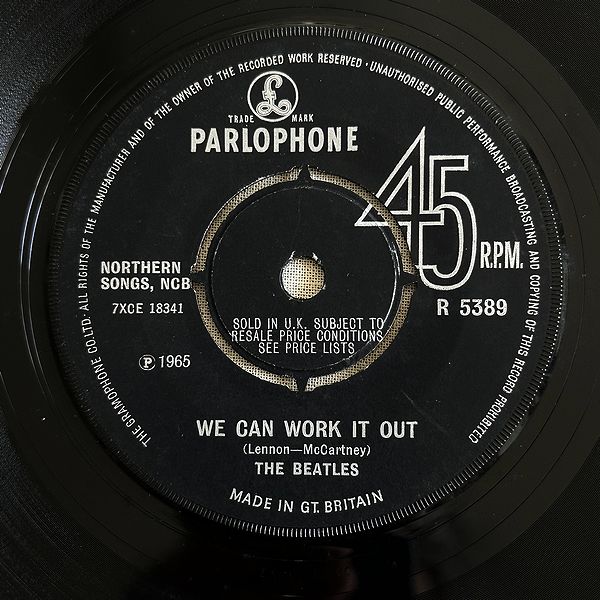 THE GRAMOPHONE CO.LTD. ALL RIGHTS OF THE MANUFACTURER AND OF THE OWNER OF THE RECORDED WORK RESERVED · UNAUTHORISED PUBLIC PERFORMANCE BROADCASTING AND COPYING OF THIS RECORD PROHIBITED
£
TRADE MARK
PARLOPHONE
45 R.P.M.
NORTHERN
SONGS, NCB
7XCE 18341
R 5389
SOLD IN U.K. SUBJECT TO
RESALE PRICE CONDITIONS
SEE PRICE LISTS
℗ 1965
WE CAN WORK IT OUT
(Lennon—McCartney)
THE BEATLES
MADE IN GT. BRITAIN